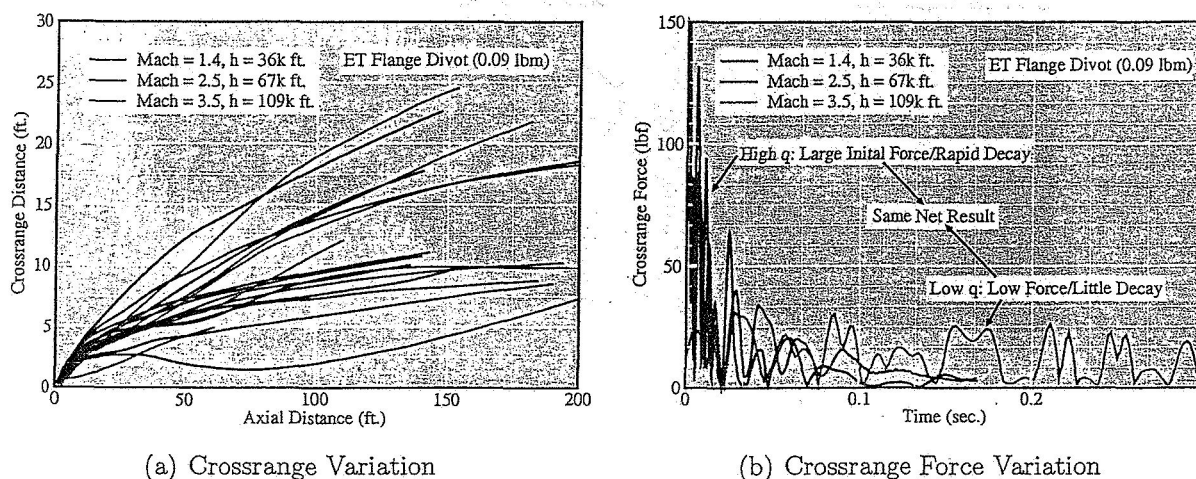 30
25
20
15
10
5
0
0
50
100
150
200
Crossrange Distance (ft.)
Axial Distance (ft.)
Mach = 1.4, h = 36k ft.
Mach = 2.5, h = 67k ft.
Mach = 3.5, h = 109k ft.
ET Flange Divot (0.09 lbm)
(a) Crossrange Variation
150
100
50
0
0
0.1
0.2
Crossrange Force (lbf)
Time (sec.)
Mach = 1.4, h = 36k ft.
Mach = 2.5, h = 67k ft.
Mach = 3.5, h = 109k ft.
ET Flange Divot (0.09 lbm)
High q: Large Inital Force/Rapid Decay
Same Net Result
Low q: Low Force/Little Decay
(b) Crossrange Force Variation